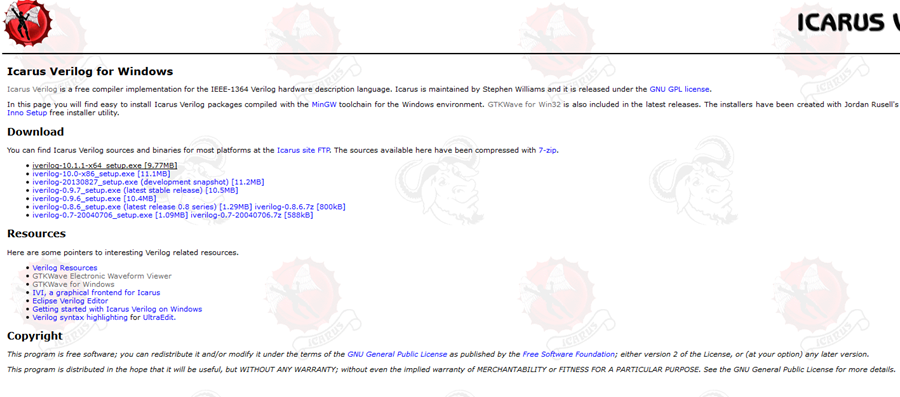 ICARUS V
Icarus Verilog for Windows
Icarus Verilog is a free compiler implementation for the IEEE-1364 Verilog hardware description language. Icarus is maintained by Stephen Williams and it is released under the GNU GPL license.
In this page you will find easy to install Icarus Verilog packages compiled with the MinGW toolchain for the Windows environment. GTKWave for Win32 is also included in the latest releases. The installers have been created with Jordan Rusell's
Inno Setup free installer utility.
Download
You can find Icarus Verilog sources and binaries for most platforms at the Icarus site FTP. The sources available here have been compressed with 7-zip.
• iverilog-10.1.1-x64_setup.exe [9.77MB]
• iverilog-10.0-x86_setup.exe [11.1MB]
• iverilog-20130827_setup.exe (development snapshot) [11.2MB]
• iverilog-0.9.7_setup.exe (latest stable release) [10.5MB]
• iverilog-0.9.6_setup.exe [10.4MB]
• iverilog-0.8.6_setup.exe (latest release 0.8 series) [1.29MB] iverilog-0.8.6.7z [800kB]
• iverilog-0.7-20040706_setup.exe [1.09MB] iverilog-0.7-20040706.7z [588kB]
Resources
Here are some pointers to interesting Verilog related resources.
• Verilog Resources
• GTKWave Electronic Waveform Viewer
• GTKWave for Windows
• IVI, a graphical frontend for Icarus
• Eclipse Verilog Editor
• Getting started with Icarus Verilog on Windows
• Verilog syntax highlighting for UltraEdit.
Copyright
This program is free software; you can redistribute it and/or modify it under the terms of the GNU General Public License as published by the Free Software Foundation; either version 2 of the License, or (at your option) any later version.
This program is distributed in the hope that it will be useful, but WITHOUT ANY WARRANTY; without even the implied warranty of MERCHANTABILITY or FITNESS FOR A PARTICULAR PURPOSE. See the GNU General Public License for more details.